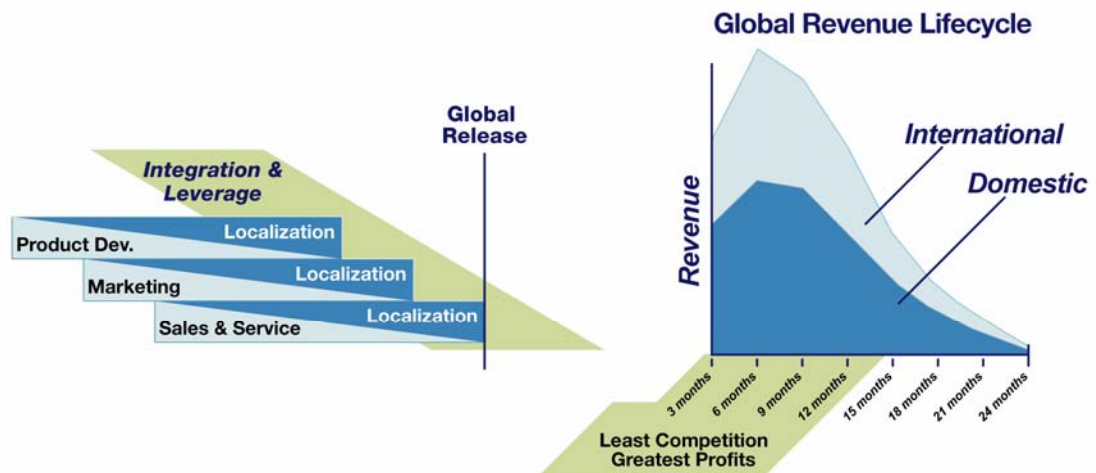 Global Revenue Lifecycle
Global
Release
Integration &
Leverage
Localization
Product Dev.
Localization
Marketing
Localization
Sales & Service
International
Domestic
Revenue
3 months
6 months
9 months
12 months
15 months
18 months
21 months
24 months
Least Competition
Greatest Profits